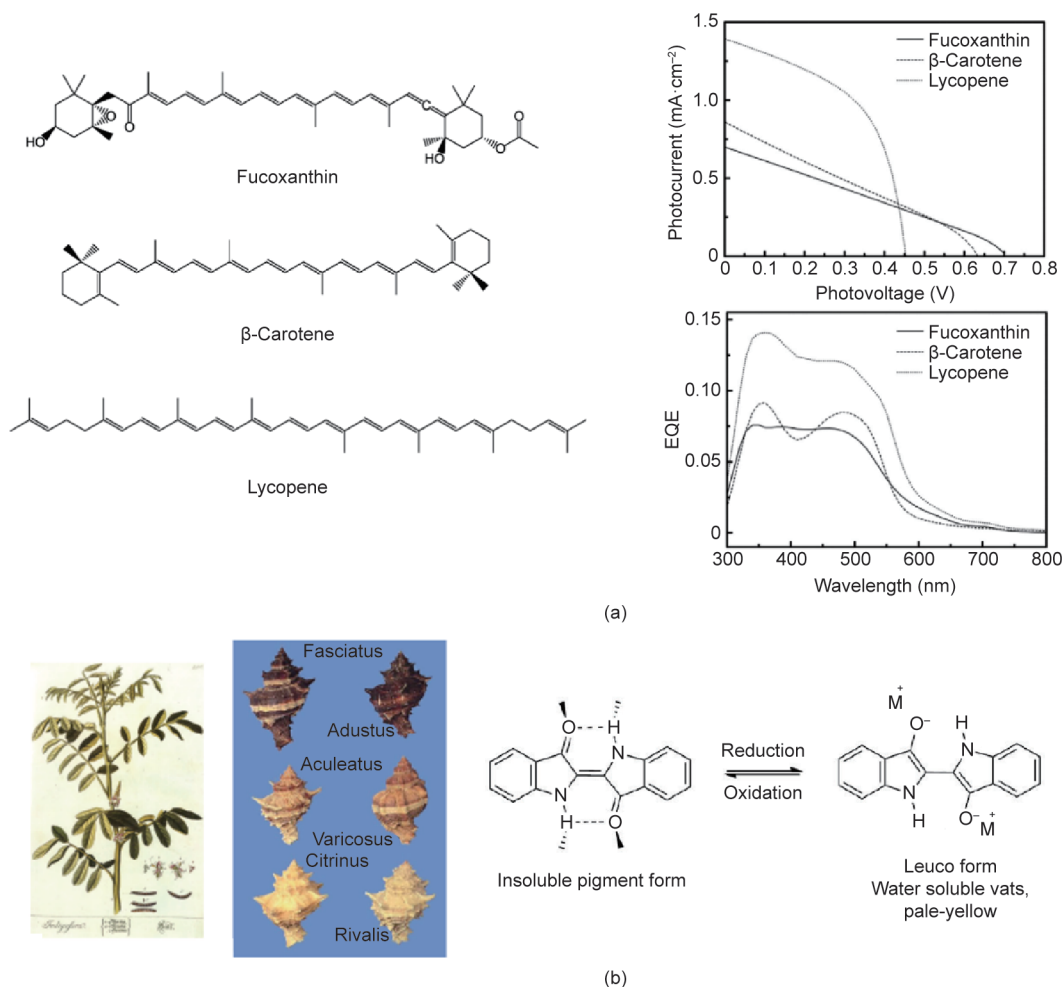 HO
O
O
HO
O
O
C
Fucoxanthin
β-Carotene
Lycopene
1.5
1.0
0.5
0
Photocurrent (mA·cm⁻²)
Fucoxanthin
β-Carotene
Lycopene
0 0.1 0.2 0.3 0.4 0.5 0.6 0.7 0.8
Photovoltage (V)
0.15
0.10
0.05
0
EQE
Fucoxanthin
β-Carotene
Lycopene
300 400 500 600 700 800
Wavelength (nm)
(a)
Fasciatus
Adustus
Aculeatus
Varicosus
Citrinus
Rivalis
O H
N
N
H O
Insoluble pigment form
Reduction
Oxidation
M⁺
O⁻ H
N
N
H O⁻ M⁺
Leuco form
Water soluble vats,
pale-yellow
(b)